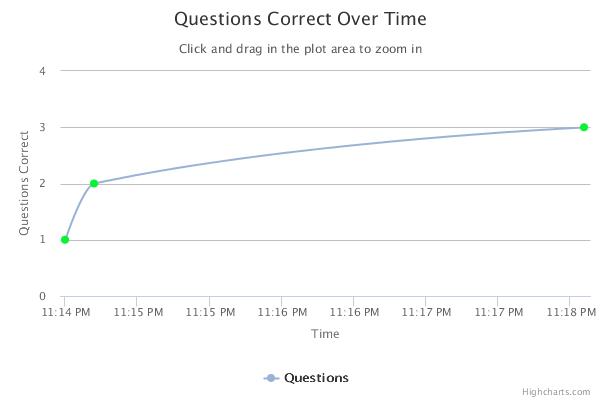 Questions Correct Over Time
Click and drag in the plot area to zoom in
4
3
2
1
0
Questions Correct
11:14 PM 11:15 PM 11:15 PM 11:16 PM 11:16 PM 11:17 PM 11:17 PM 11:18 PM
Time
Questions
Highcharts.com